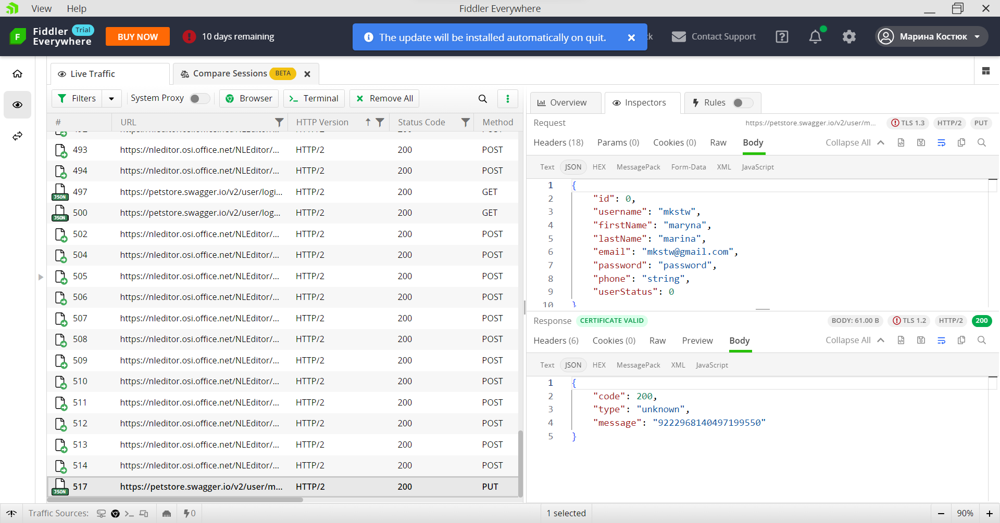 View Help Fiddler Everywhere
Fiddler Trial
Everywhere
BUY NOW
10 days remaining
The update will be installed automatically on quit.
Contact Support
Марина Костюк
Live Traffic
Compare Sessions BETA
Filters System Proxy Browser Terminal Remove All
# URL HTTP Version Status Code Method
493 https://nleditor.osi.office.net/NLEditor/... HTTP/2 200 POST
494 https://nleditor.osi.office.net/NLEditor/... HTTP/2 200 POST
JSON 497 https://petstore.swagger.io/v2/user/logi... HTTP/2 200 GET
JSON 500 https://petstore.swagger.io/v2/user/log... HTTP/2 200 GET
502 https://nleditor.osi.office.net/NLEditor/... HTTP/2 200 POST
504 https://nleditor.osi.office.net/NLEditor/... HTTP/2 200 POST
505 https://nleditor.osi.office.net/NLEditor/... HTTP/2 200 POST
506 https://nleditor.osi.office.net/NLEditor/... HTTP/2 200 POST
507 https://nleditor.osi.office.net/NLEditor/... HTTP/2 200 POST
508 https://nleditor.osi.office.net/NLEditor/... HTTP/2 200 POST
509 https://nleditor.osi.office.net/NLEditor/... HTTP/2 200 POST
510 https://nleditor.osi.office.net/NLEditor/... HTTP/2 200 POST
511 https://nleditor.osi.office.net/NLEditor/... HTTP/2 200 POST
512 https://nleditor.osi.office.net/NLEditor/... HTTP/2 200 POST
513 https://nleditor.osi.office.net/NLEditor/... HTTP/2 200 POST
514 https://nleditor.osi.office.net/NLEditor/... HTTP/2 200 POST
JSON 517 https://petstore.swagger.io/v2/user/m... HTTP/2 200 PUT
Overview Inspectors Rules
Request https://petstore.swagger.io/v2/user/m... TLS 1.3 HTTP/2 PUT
Headers (18) Params (0) Cookies (0) Raw Body Collapse All
Text JSON HEX MessagePack Form-Data XML JavaScript
1 {
2 "id": 0,
3 "username": "mkstw",
4 "firstName": "maryna",
5 "lastName": "marina",
6 "email": "mkstw@gmail.com",
7 "password": "password",
8 "phone": "string",
9 "userStatus": 0
10 }
Response CERTIFICATE VALID BODY: 61.00 B TLS 1.2 HTTP/2 200
Headers (6) Cookies (0) Raw Preview Body Collapse All
Text JSON HEX MessagePack XML JavaScript
1 {
2 "code": 200,
3 "type": "unknown",
4 "message": "9222968140497199550"
5 }
Traffic Sources: 0 1 selected 90%